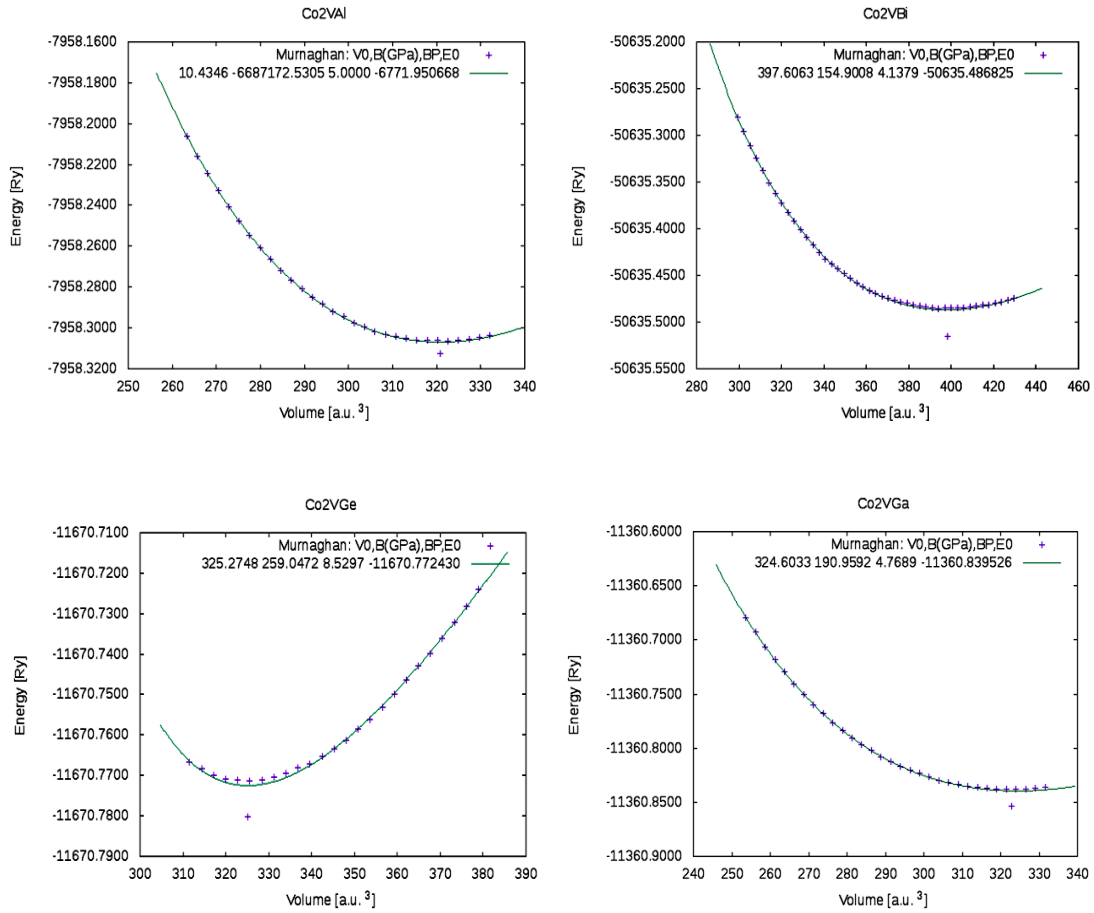 Co2VAl
-7958.1600
-7958.1800
-7958.2000
-7958.2200
-7958.2400
-7958.2600
-7958.2800
-7958.3000
-7958.3200
Energy [Ry]
Murnaghan: V0,B(GPa),BP,E0
10.4346 -6687172.5305 5.0000 -6771.950668
250 260 270 280 290 300 310 320 330 340
Volume [a.u. ³]
Co2VBi
-50635.2000
-50635.2500
-50635.3000
-50635.3500
-50635.4000
-50635.4500
-50635.5000
-50635.5500
Energy [Ry]
Murnaghan: V0,B(GPa),BP,E0
397.6063 154.9008 4.1379 -50635.486825
280 300 320 340 360 380 400 420 440 460
Volume [a.u. ³]
Co2VGe
-11670.7100
-11670.7200
-11670.7300
-11670.7400
-11670.7500
-11670.7600
-11670.7700
-11670.7800
-11670.7900
Energy [Ry]
Murnaghan: V0,B(GPa),BP,E0
325.2748 259.0472 8.5297 -11670.772430
300 310 320 330 340 350 360 370 380 390
Volume [a.u. ³]
Co2VGa
-11360.6000
-11360.6500
-11360.7000
-11360.7500
-11360.8000
-11360.8500
-11360.9000
Energy [Ry]
Murnaghan: V0,B(GPa),BP,E0
324.6033 190.9592 4.7689 -11360.839526
240 250 260 270 280 290 300 310 320 330 340
Volume [a.u. ³]